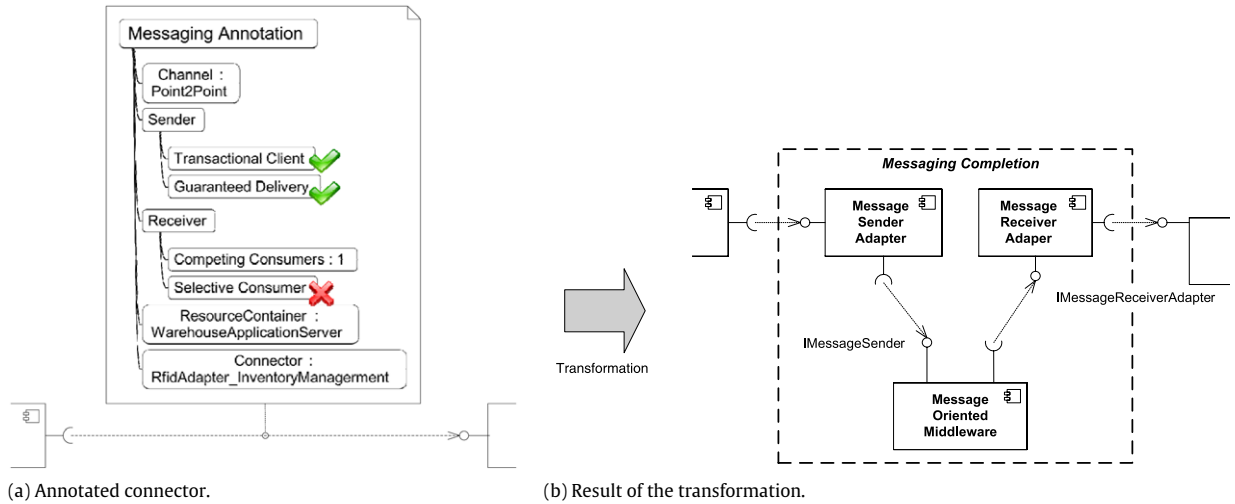 Messaging Annotation
Channel :
Point2Point
Sender
Transactional Client
Guaranteed Delivery
Receiver
Competing Consumers : 1
Selective Consumer
ResourceContainer :
WarehouseApplicationServer
Connector :
RfidAdapter_InventoryManagerment
(a) Annotated connector.
Transformation
Messaging Completion
Message
Sender
Adapter
Message
Receiver
Adaper
IMessageReceiverAdapter
IMessageSender
Message
Oriented
Middleware
(b) Result of the transformation.